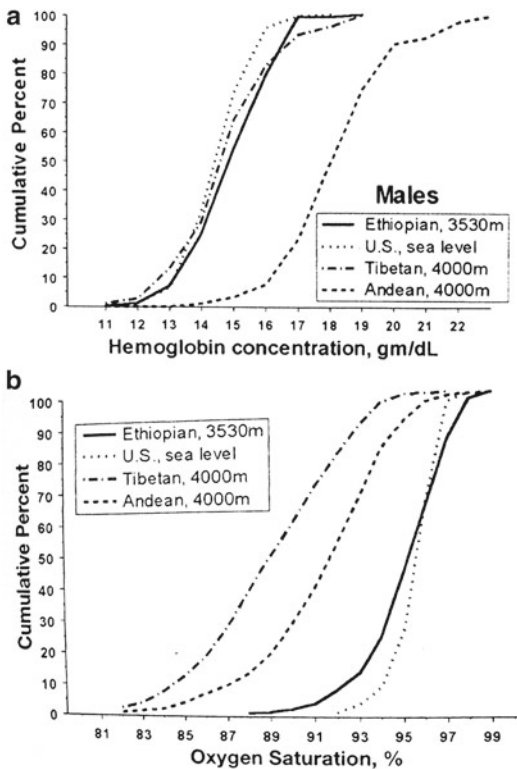 a
100
90
80
70
60
50
40
30
20
10
0
Cumulative Percent
Males
Ethiopian, 3530m
U.S., sea level
Tibetan, 4000m
Andean, 4000m
11 12 13 14 15 16 17 18 19 20 21 22
Hemoglobin concentration, gm/dL
b
100
90
80
70
60
50
40
30
20
10
0
Cumulative Percent
Ethiopian, 3530m
U.S., sea level
Tibetan, 4000m
Andean, 4000m
81 83 85 87 89 91 93 95 97 99
Oxygen Saturation, %